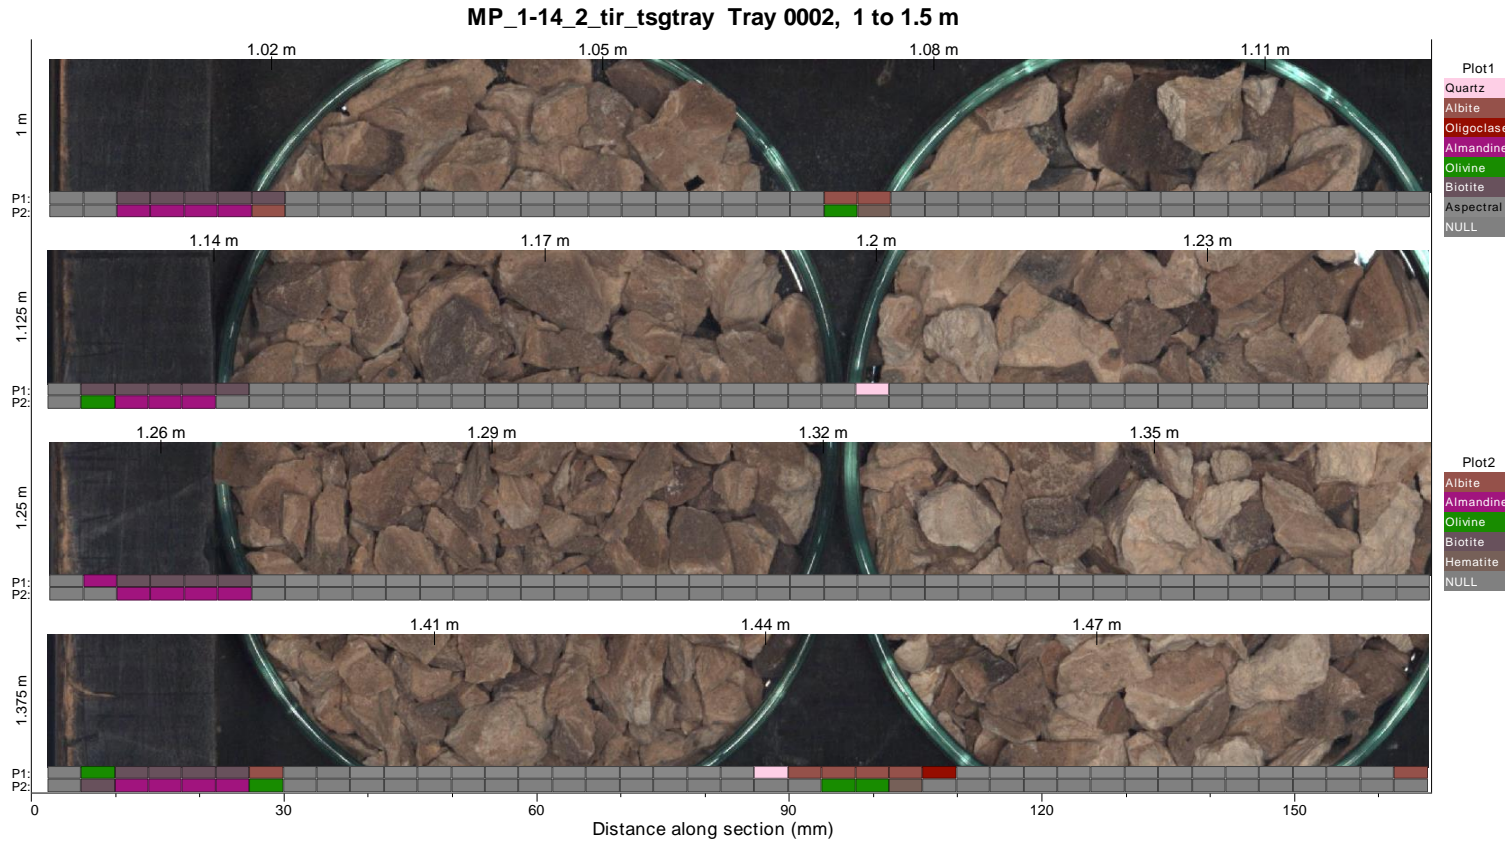 MP_1-14_2_tir_tsgtray Tray 0002, 1 to 1.5 m
1.02 m 1.05 m 1.08 m 1.11 m
1 m
P1:
P2:
1.14 m 1.17 m 1.2 m 1.23 m
1.125 m
P1:
P2:
1.26 m 1.29 m 1.32 m 1.35 m
1.25 m
P1:
P2:
1.41 m 1.44 m 1.47 m
1.375 m
P1:
P2:
0 30 60 90 120 150
Distance along section (mm)
Plot1
Quartz
Albite
Oligoclase
Almandine
Olivine
Biotite
Aspectral
NULL
Plot2
Albite
Almandine
Olivine
Biotite
Hematite
NULL